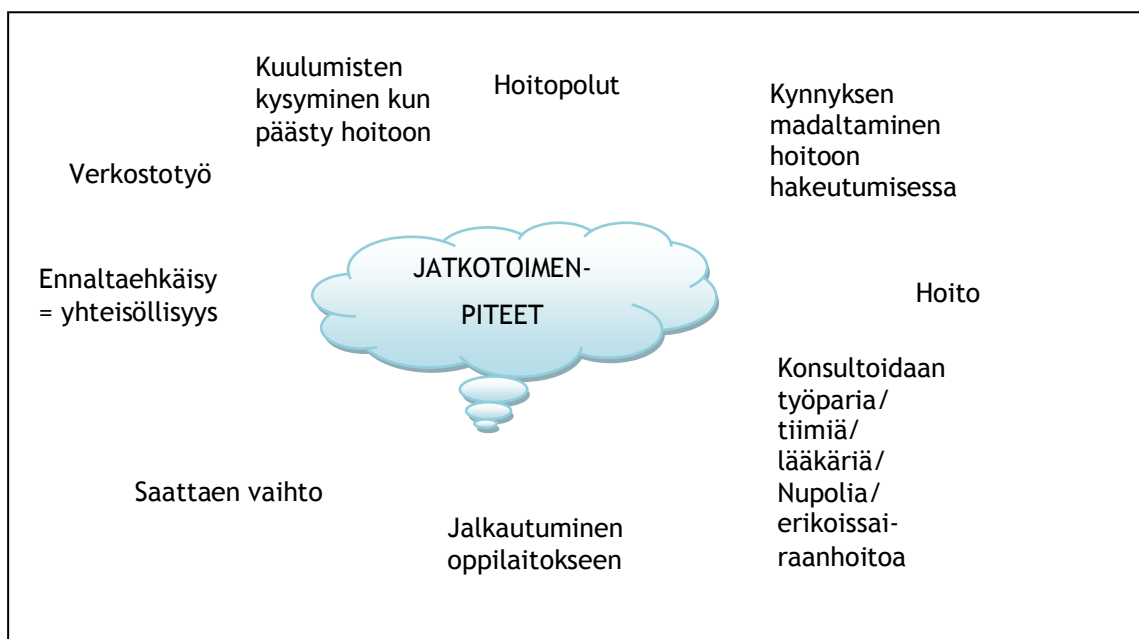 Kuulumisten
kysyminen kun
päästy hoitoon
Hoitopolut
Kynnyksen
madaltaminen
hoitoon
hakeutumisessa
Verkostotyö
Ennaltaehkäisy
= yhteisöllisyys
JATKOTOIMEN-
PITEET
Hoito
Konsultoidaan
työparia/
tiimiä/
lääkäriä/
Nupolia/
erikoissai-
raanhoitoa
Saattaen vaihto
Jalkautuminen
oppilaitokseen